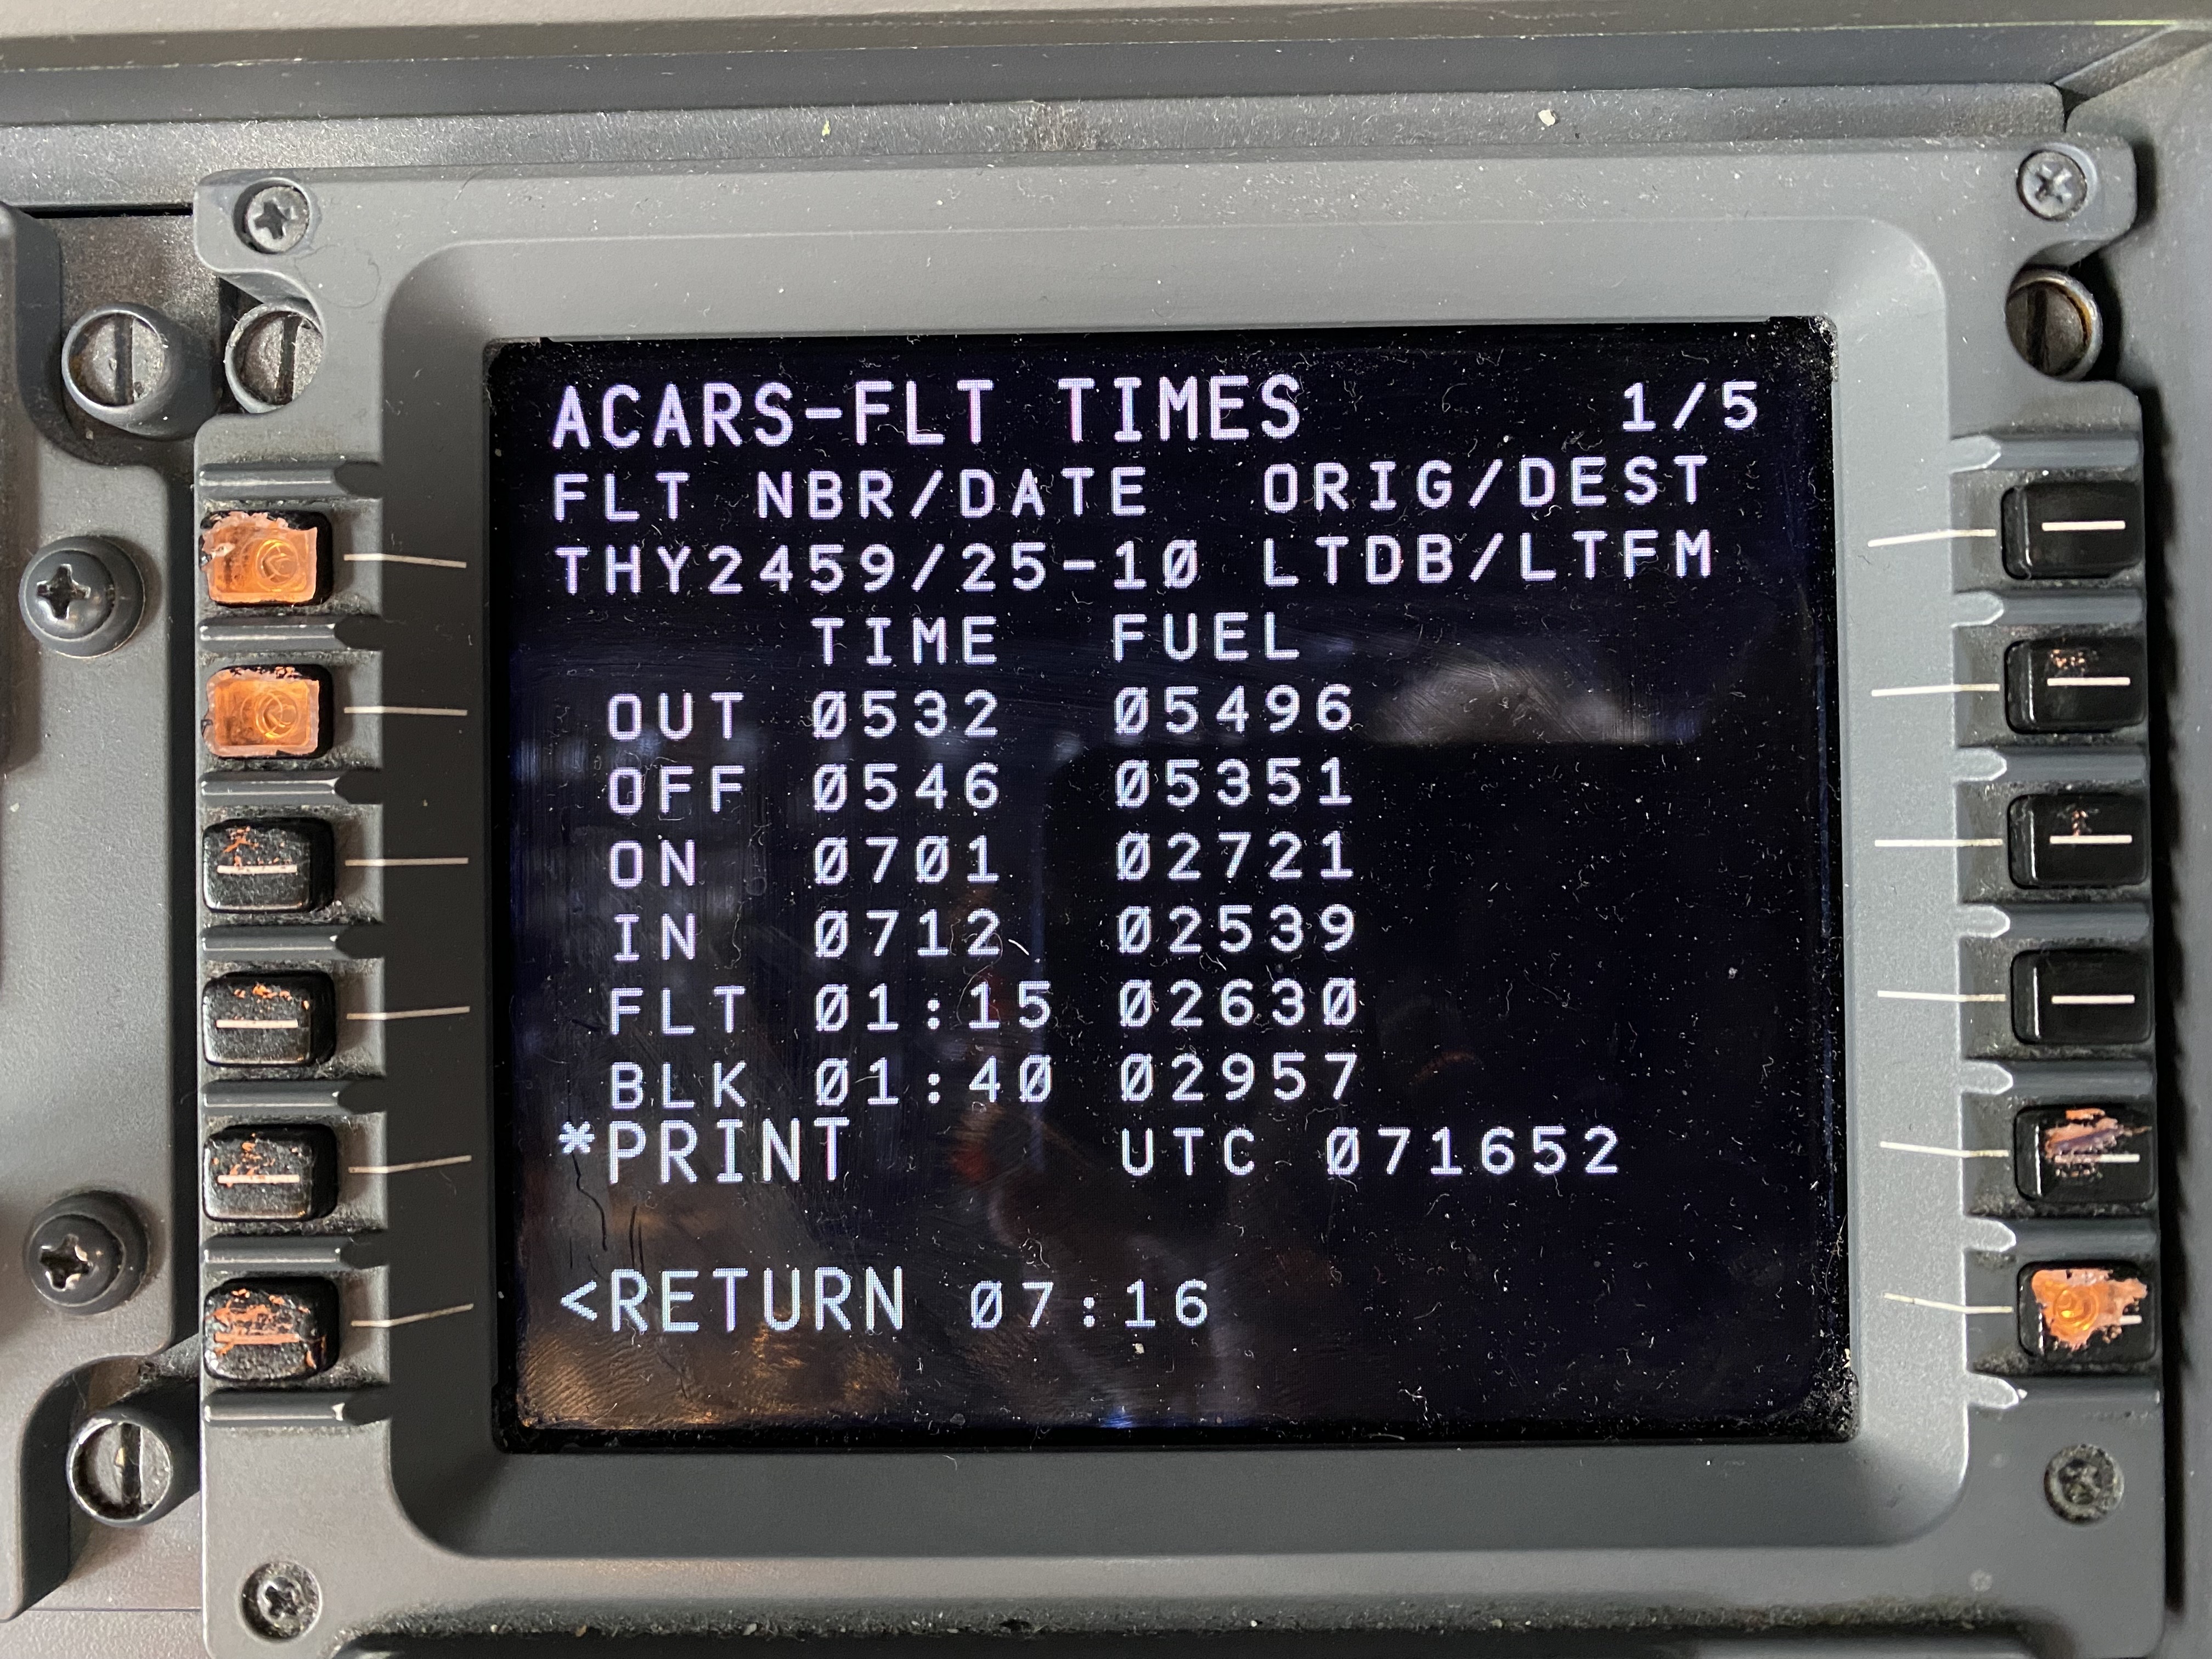 ACARS-FLT TIMES 1/5
FLT NBR/DATE ORIG/DEST
THY2459/25-10 LTDB/LTFM
TIME FUEL
OUT 0532 05496
OFF 0546 05351
ON 0701 02721
IN 0712 02539
FLT 01:15 02630
BLK 01:40 02957
*PRINT UTC 071652
<RETURN 07:16